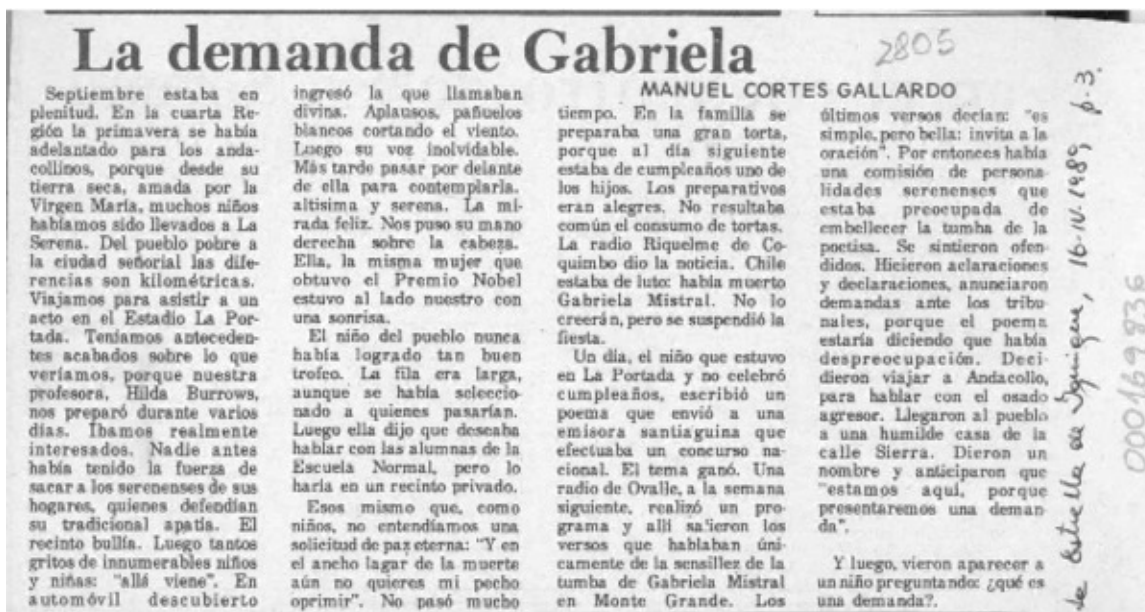 La demanda de Gabriela
2805
MANUEL CORTES GALLARDO
Septiembre estaba en
plenitud. En la cuarta Re-
gión la primavera se había
adelantado para los anda-
collinos, porque desde su
tierra seca, amada por la
Virgen María, muchos niños
habíamos sido llevados a La
Serena. Del pueblo pobre a
la ciudad señorial las dife-
rencias son kilométricas.
Viajamos para asistir a un
acto en el Estadio La Por-
tada. Teníamos anteceden-
tes acabados sobre lo que
veríamos, porque nuestra
profesora, Hilda Burrows,
nos preparó durante varios
días. Ibamos realmente
interesados. Nadie antes
había tenido la fuerza de
sacar a los serenenses de sus
hogares, quienes defendían
su tradicional apatía. El
recinto bullía. Luego tantos
gritos de innumerables niños
y niñas: "allá viene". En
automóvil descubierto
ingresó la que llamaban
divina. Aplausos, pañuelos
blancos cortando el viento.
Luego su voz inolvidable.
Más tarde pasar por delante
de ella para contemplarla,
altísima y serena. La mi-
rada feliz. Nos puso su mano
derecha sobre la cabeza.
Ella, la misma mujer que
obtuvo el Premio Nobel
estuvo al lado nuestro con
una sonrisa.
El niño del pueblo nunca
había logrado tan buen
trofeo. La fila era larga,
aunque se había seleccio-
nado a quienes pasarían.
Luego ella dijo que deseaba
hablar con las alumnas de la
Escuela Normal, pero lo
haría en un recinto privado.
Esos mismo que, como
niños, no entendíamos una
solicitud de paz eterna: "Y en
el ancho lagar de la muerte
aún no quieres mi pecho
oprimir". No pasó mucho
tiempo. En la familia se
preparaba una gran torta,
porque al día siguiente
estaba de cumpleaños uno de
los hijos. Los preparativos
eran alegres. No resultaba
común el consumo de tortas.
La radio Riquelme de Co-
quimbo dio la noticia. Chile
estaba de luto: había muerto
Gabriela Mistral. No lo
creerán, pero se suspendió la
fiesta.
Un día, el niño que estuvo
en La Portada y no celebró
cumpleaños, escribió un
poema que envió a una
emisora santiaguina que
efectuaba un concurso na-
cional. El tema ganó. Una
radio de Ovalle, a la semana
siguiente, realizó un pro-
grama y allí salieron los
versos que hablaban úni-
camente de la sensillez de la
tumba de Gabriela Mistral
en Monte Grande. Los
últimos versos decían: "es
simple, pero bella: invita a la
oración". Por entonces había
una comisión de persona-
lidades serenenses que
estaba preocupada de
embellecer la tumba de la
poetisa. Se sintieron ofen-
didos. Hicieron aclaraciones
y declaraciones, anunciaron
demandas ante los tribu-
nales, porque el poema
estaría diciendo que había
despreocupación. Deci-
dieron viajar a Andacollo,
para hablar con el osado
agresor. Llegaron al pueblo
a una humilde casa de la
calle Sierra. Dieron un
nombre y anticiparon que
"estamos aquí, porque
presentaremos una deman-
da".
Y luego, vieron aparecer a
un niño preguntando: ¿qué es
una demanda?.
Estrella de Iquique, 16-IV-1989, p.3.